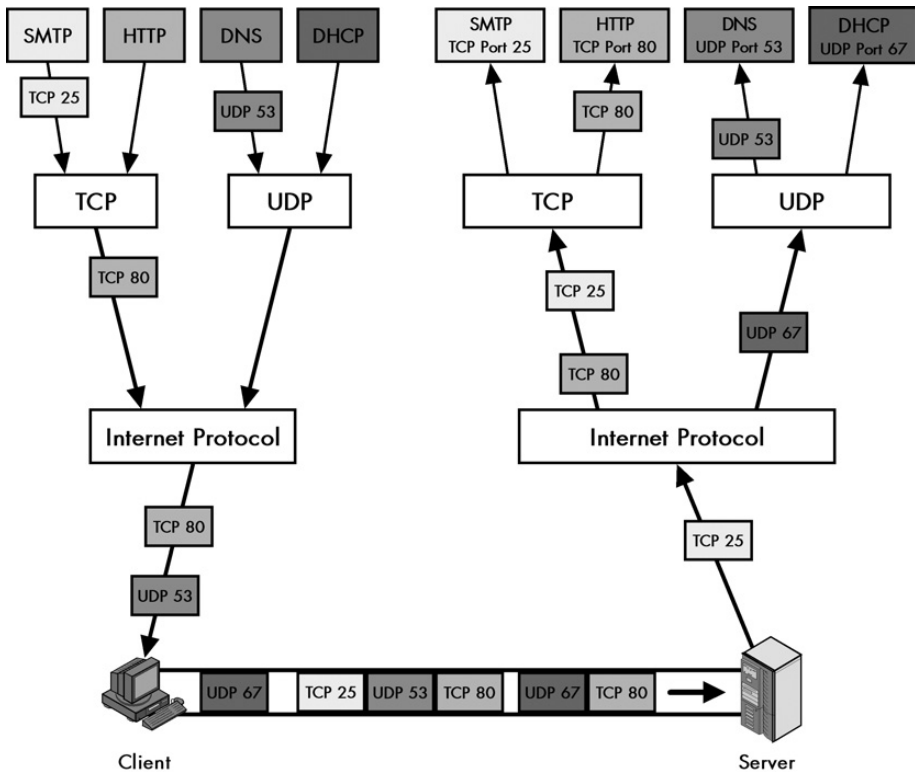 SMTP
HTTP
DNS
DHCP
SMTP
TCP Port 25
HTTP
TCP Port 80
DNS
UDP Port 53
DHCP
UDP Port 67
TCP 25
UDP 53
TCP 80
UDP 53
TCP
UDP
TCP
UDP
TCP 80
TCP 25
UDP 67
TCP 80
Internet Protocol
Internet Protocol
TCP 80
TCP 25
UDP 53
UDP 67
TCP 25
UDP 53
TCP 80
UDP 67
TCP 80
Client
Server